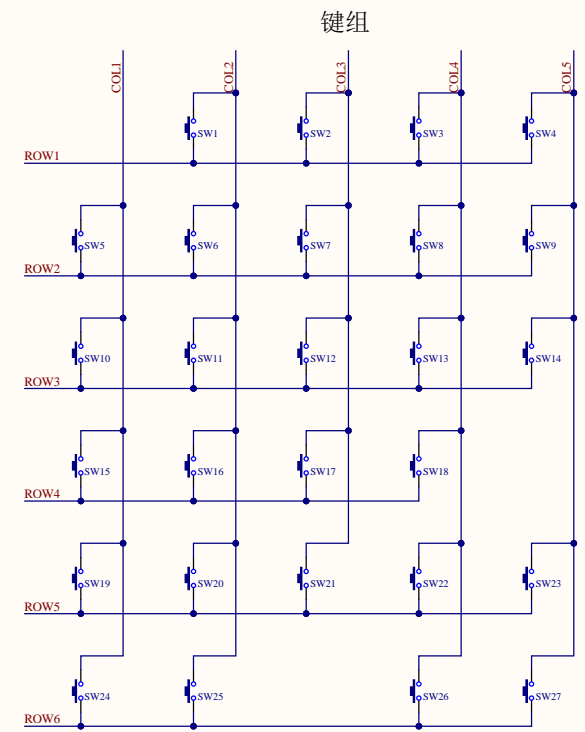 键组
COL1 COL2 COL3 COL4 COL5
SW1 SW2 SW3 SW4
ROW1
SW5 SW6 SW7 SW8 SW9
ROW2
SW10 SW11 SW12 SW13 SW14
ROW3
SW15 SW16 SW17 SW18
ROW4
SW19 SW20 SW21 SW22 SW23
ROW5
SW24 SW25 SW26 SW27
ROW6